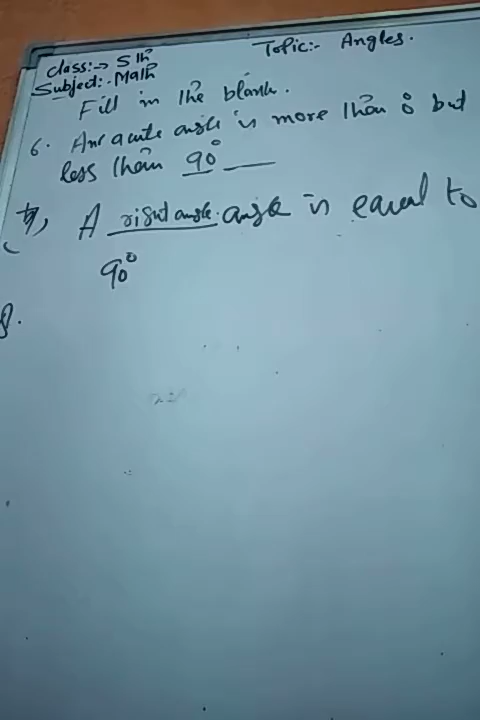 Class:→ 5th
Topic:- Angles.
Subject:- Math
Fill in the blank.
6. An acute angle is more than 0° but
less than 90° ___
7, A right angle. angle is equal to
90°
8.